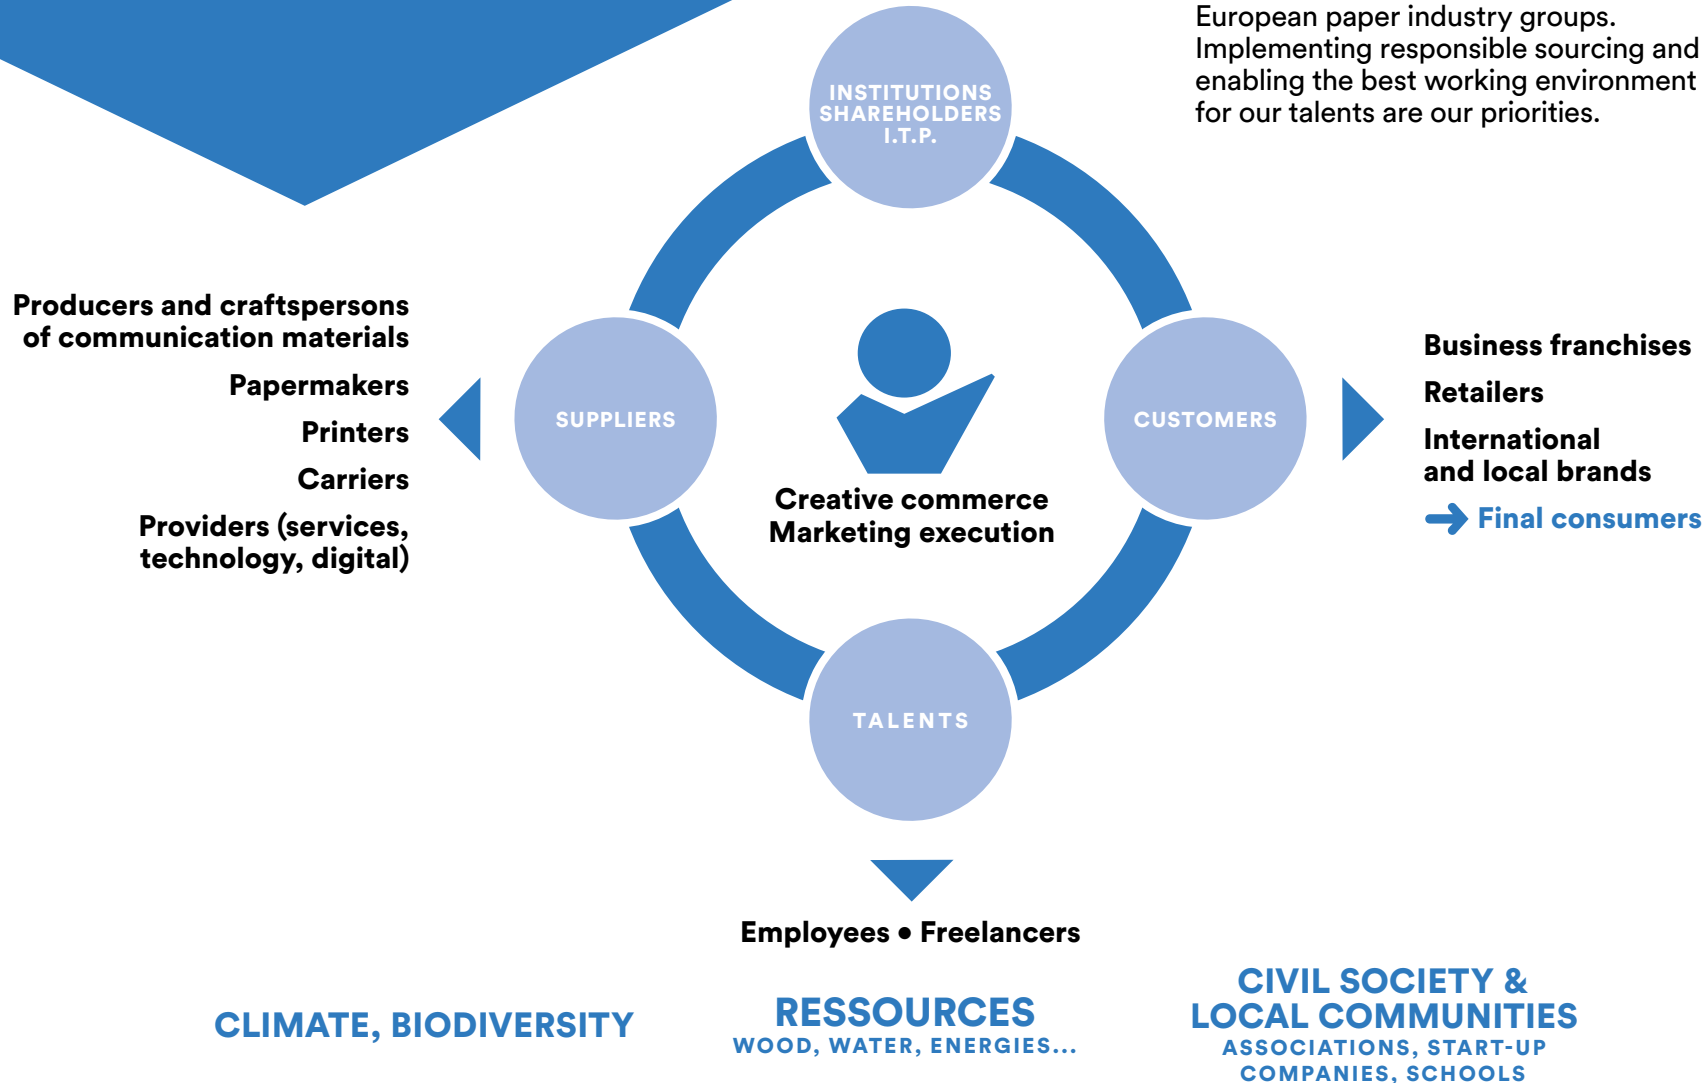 European paper industry groups.
Implementing responsible sourcing and
enabling the best working environment
for our talents are our priorities.
INSTITUTIONS
SHAREHOLDERS
I.T.P.
Producers and craftspersons
of communication materials
Papermakers
Printers
Carriers
Providers (services,
technology, digital)
SUPPLIERS
Creative commerce
Marketing execution
CUSTOMERS
Business franchises
Retailers
International
and local brands
Final consumers
TALENTS
Employees • Freelancers
CLIMATE, BIODIVERSITY
RESSOURCES
WOOD, WATER, ENERGIES...
CIVIL SOCIETY &
LOCAL COMMUNITIES
ASSOCIATIONS, START-UP
COMPANIES, SCHOOLS